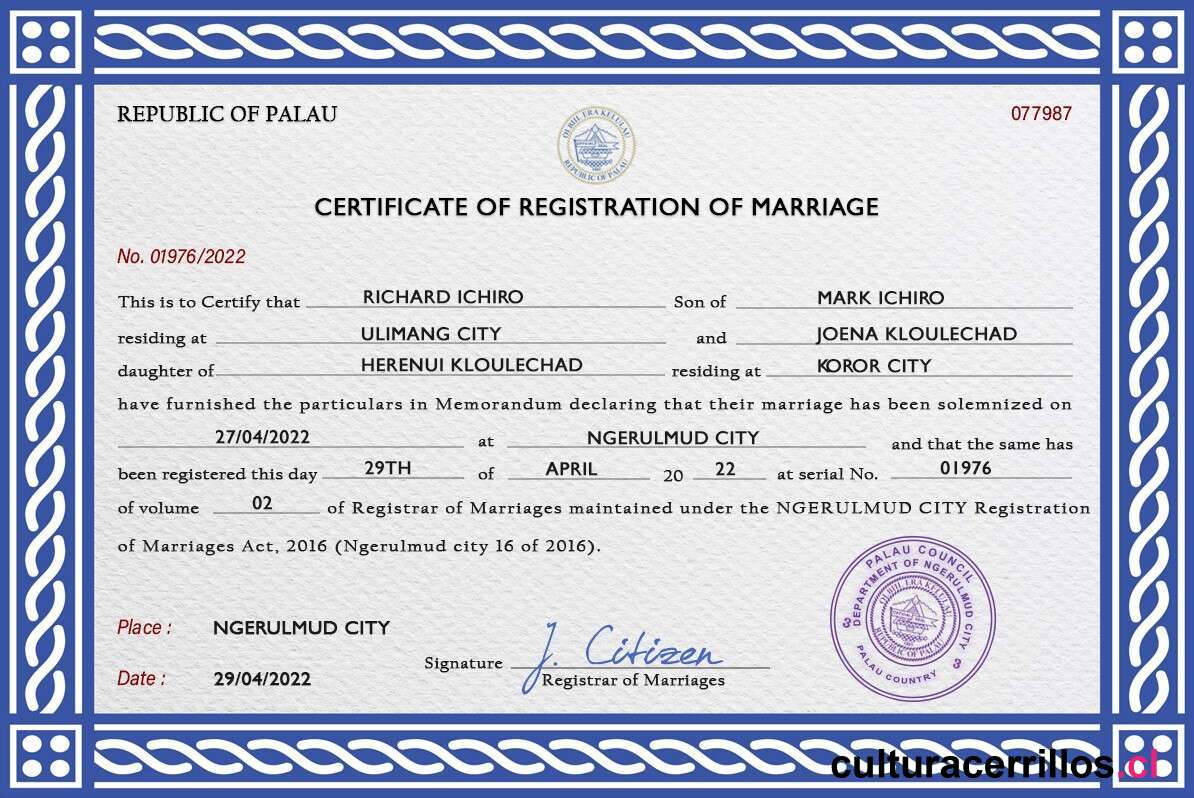 REPUBLIC OF PALAU
077987
OLBIIL ERA KELULAU
REPUBLIC OF PALAU
CERTIFICATE OF REGISTRATION OF MARRIAGE
No. 01976/2022
This is to Certify that RICHARD ICHIRO Son of MARK ICHIRO
residing at ULIMANG CITY and JOENA KLOULECHAD
daughter of HERENUI KLOULECHAD residing at KOROR CITY
have furnished the particulars in Memorandum declaring that their marriage has been solemnized on
27/04/2022 at NGERULMUD CITY and that the same has
been registered this day 29TH of APRIL 20 22 at serial No. 01976
of volume 02 of Registrar of Marriages maintained under the NGERULMUD CITY Registration
of Marriages Act, 2016 (Ngerulmud city 16 of 2016).
PALAU COUNCIL
DEPARTMENT OF NGERULMUD CITY
OLBIIL ERA KELULAU
REPUBLIC OF PALAU
PALAU COUNTRY
Place : NGERULMUD CITY
Signature J. Citizen
Date : 29/04/2022
Registrar of Marriages
culturacerrillos.cl